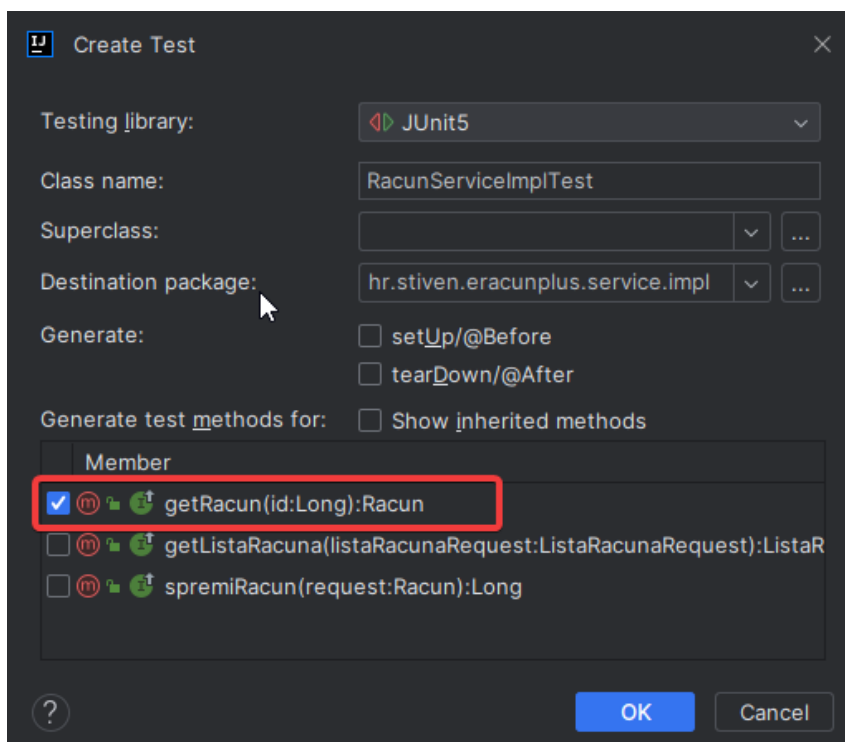 Create Test
Testing library: JUnit5
Class name: RacunServiceImplTest
Superclass: ...
Destination package: hr.stiven.eracunplus.service.impl ...
Generate: setUp/@Before
tearDown/@After
Generate test methods for: Show inherited methods
Member
getRacun(id:Long):Racun
getListaRacuna(listaRacunaRequest:ListaRacunaRequest):ListaR
spremiRacun(request:Racun):Long
? OK Cancel